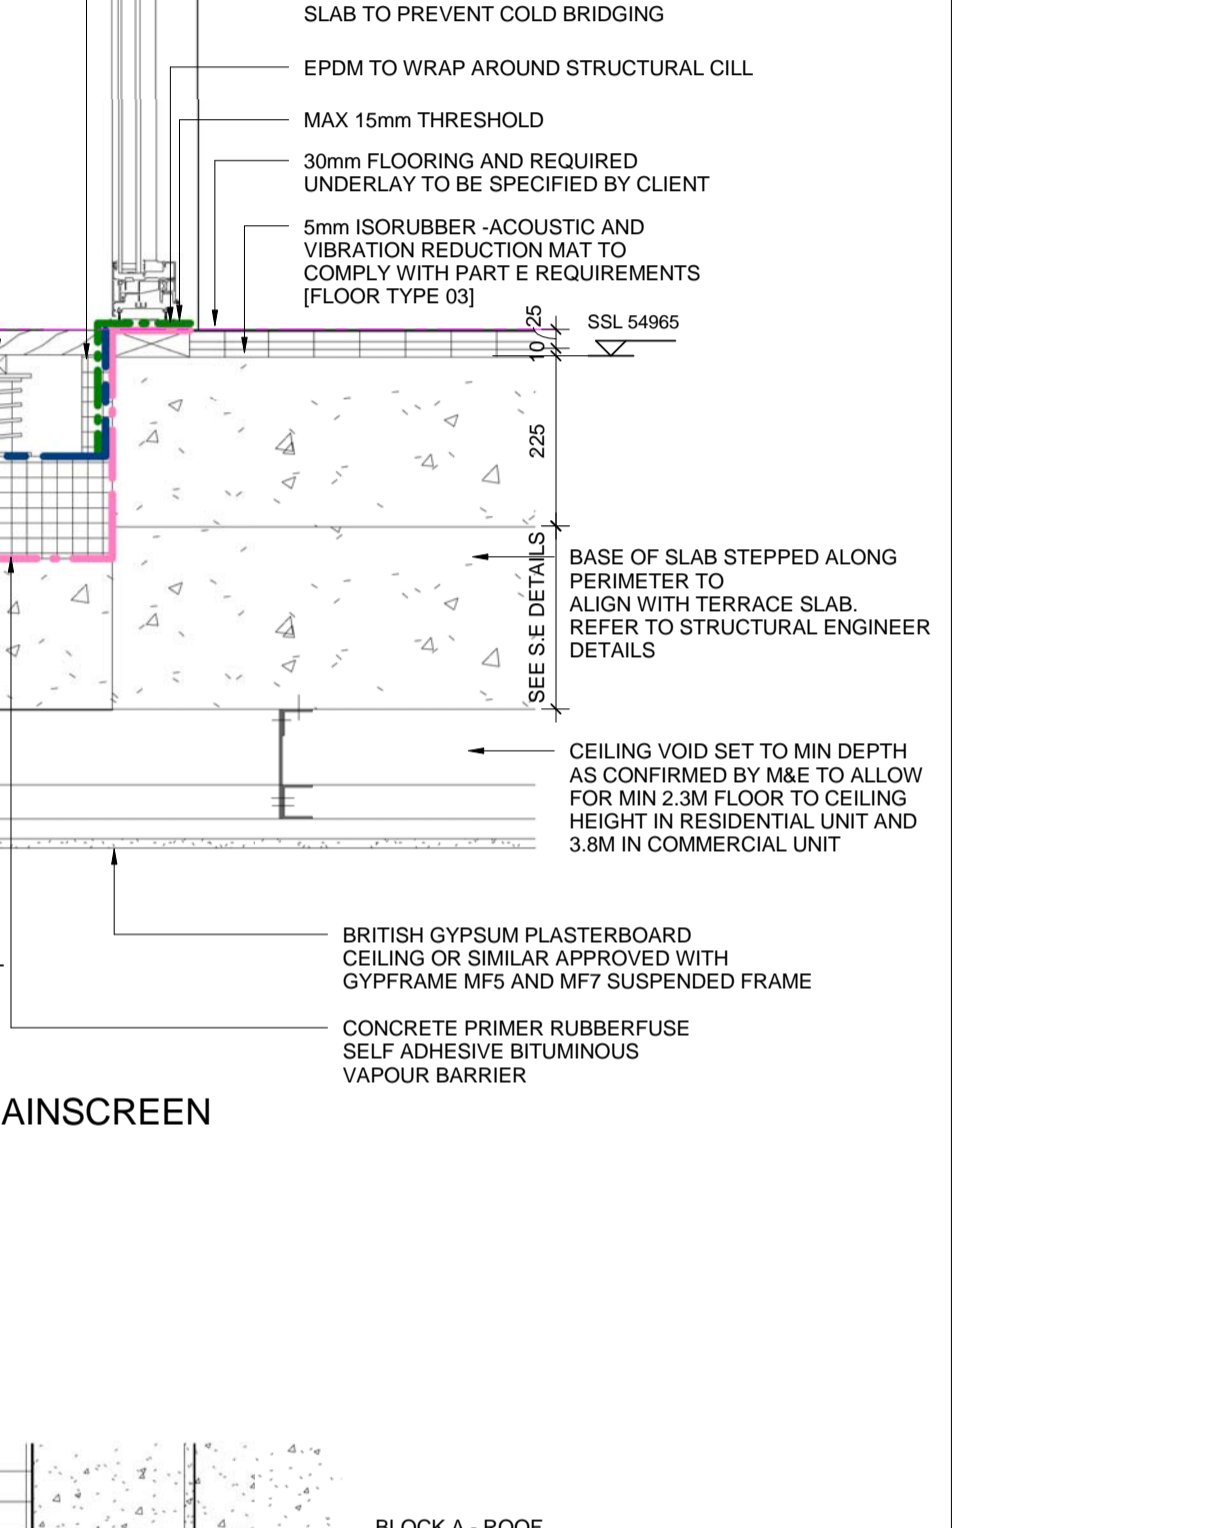 SLAB TO PREVENT COLD BRIDGING
EPDM TO WRAP AROUND STRUCTURAL CILL
MAX 15mm THRESHOLD
30mm FLOORING AND REQUIRED
UNDERLAY TO BE SPECIFIED BY CLIENT
5mm ISORUBBER -ACOUSTIC AND
VIBRATION REDUCTION MAT TO
COMPLY WITH PART E REQUIREMENTS
[FLOOR TYPE 03]
25
SSL 54965
10
225
SEE S.E DETAILS
BASE OF SLAB STEPPED ALONG
PERIMETER TO
ALIGN WITH TERRACE SLAB.
REFER TO STRUCTURAL ENGINEER
DETAILS
CEILING VOID SET TO MIN DEPTH
AS CONFIRMED BY M&E TO ALLOW
FOR MIN 2.3M FLOOR TO CEILING
HEIGHT IN RESIDENTIAL UNIT AND
3.8M IN COMMERCIAL UNIT
BRITISH GYPSUM PLASTERBOARD
CEILING OR SIMILAR APPROVED WITH
GYPFRAME MF5 AND MF7 SUSPENDED FRAME
CONCRETE PRIMER RUBBERFUSE
SELF ADHESIVE BITUMINOUS
VAPOUR BARRIER
AINSCREEN
BLOCK A - ROOF